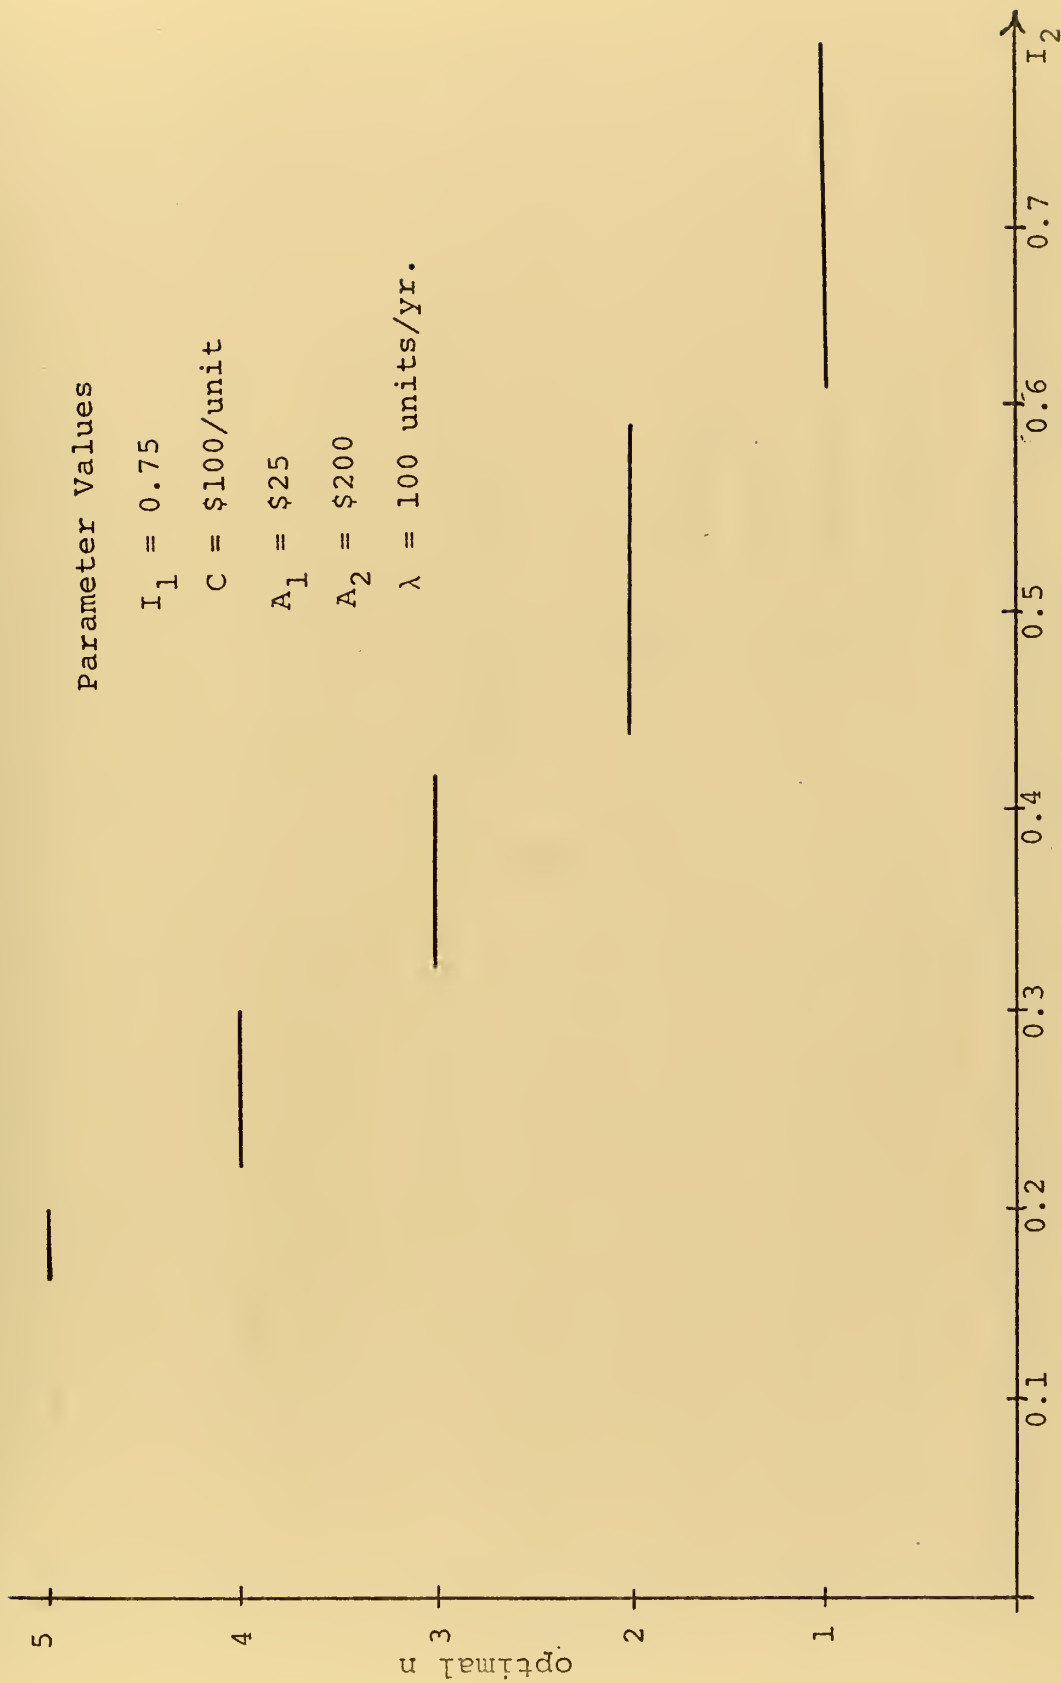 Parameter Values
I₁ = 0.75
C = $100/unit
A₁ = $25
A₂ = $200
λ = 100 units/yr.
5
4
3
2
1
optimal n
0.1
0.2
0.3
0.4
0.5
0.6
0.7
I₂